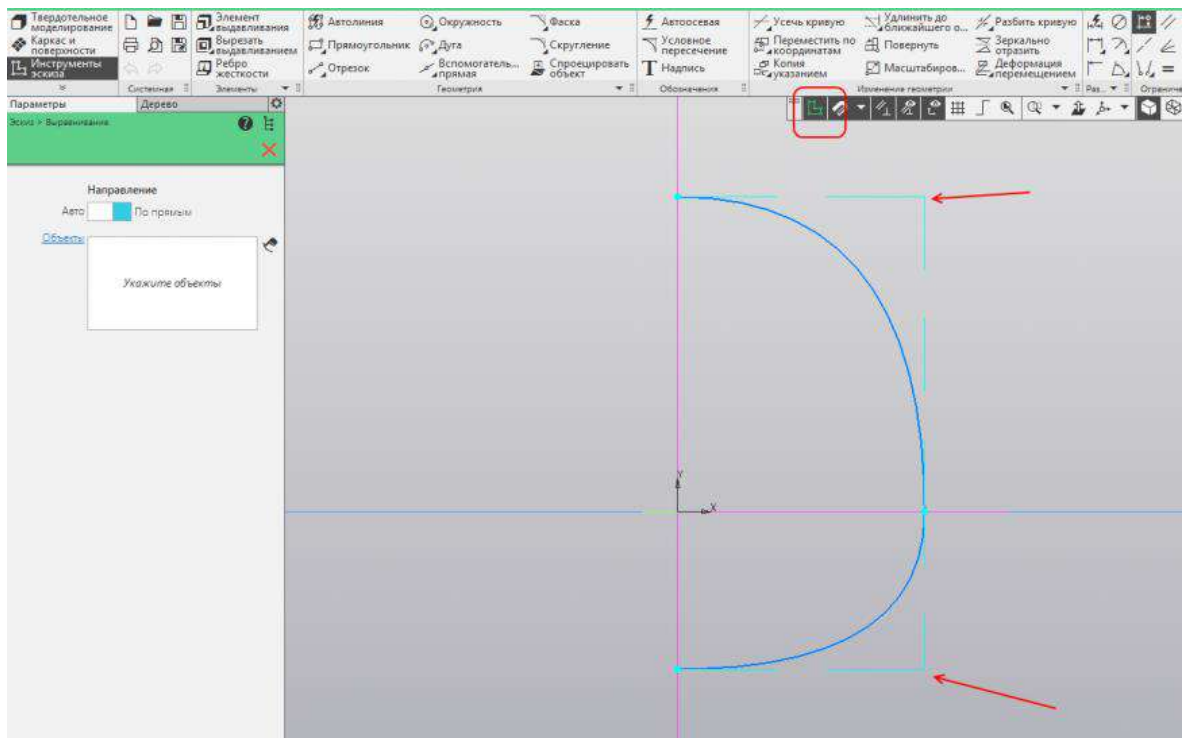 Твердотельное моделирование
Каркас и поверхности
Инструменты эскиза
Системная
Элемент выдавливания
Вырезать выдавливанием
Ребро жесткости
Элементы
Автолиния
Прямоугольник
Отрезок
Окружность
Дуга
Вспомогатель... прямая
Фаска
Скругление
Спроецировать объект
Геометрия
Автоосевая
Условное пересечение
Надпись
Обозначения
Усечь кривую
Переместить по координатам
Копия указанием
Удлинить до ближайшего о...
Повернуть
Масштабиров...
Разбить кривую
Зеркально отразить
Деформация перемещением
Изменение геометрии
Раз...
Ограниче
Параметры
Дерево
Эскиз > Выравнивание
Направление
Авто
По прямым
Объекты
Укажите объекты
Y
X